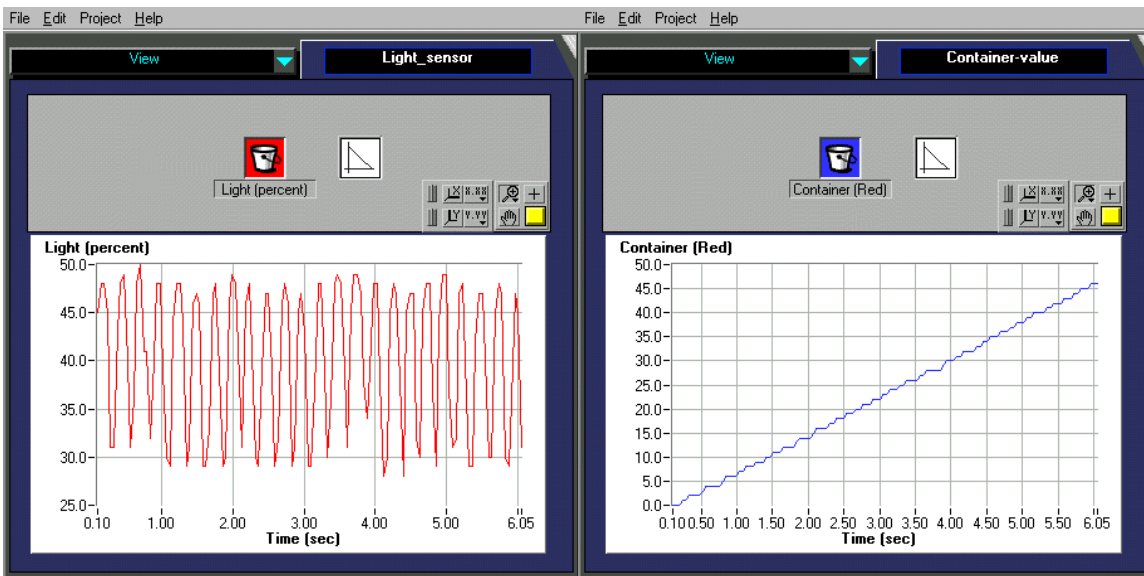 File Edit Project Help
View
Light_sensor
Light (percent)
X X.XX
Y Y.YY
Light (percent)
50.0
45.0
40.0
35.0
30.0
25.0
0.10 1.00 2.00 3.00 4.00 5.00 6.05
Time (sec)
File Edit Project Help
View
Container-value
Container (Red)
X X.XX
Y Y.YY
Container (Red)
50.0
45.0
40.0
35.0
30.0
25.0
20.0
15.0
10.0
5.0
0.0
0.10 0.50 1.00 1.50 2.00 2.50 3.00 3.50 4.00 4.50 5.00 5.50 6.05
Time (sec)